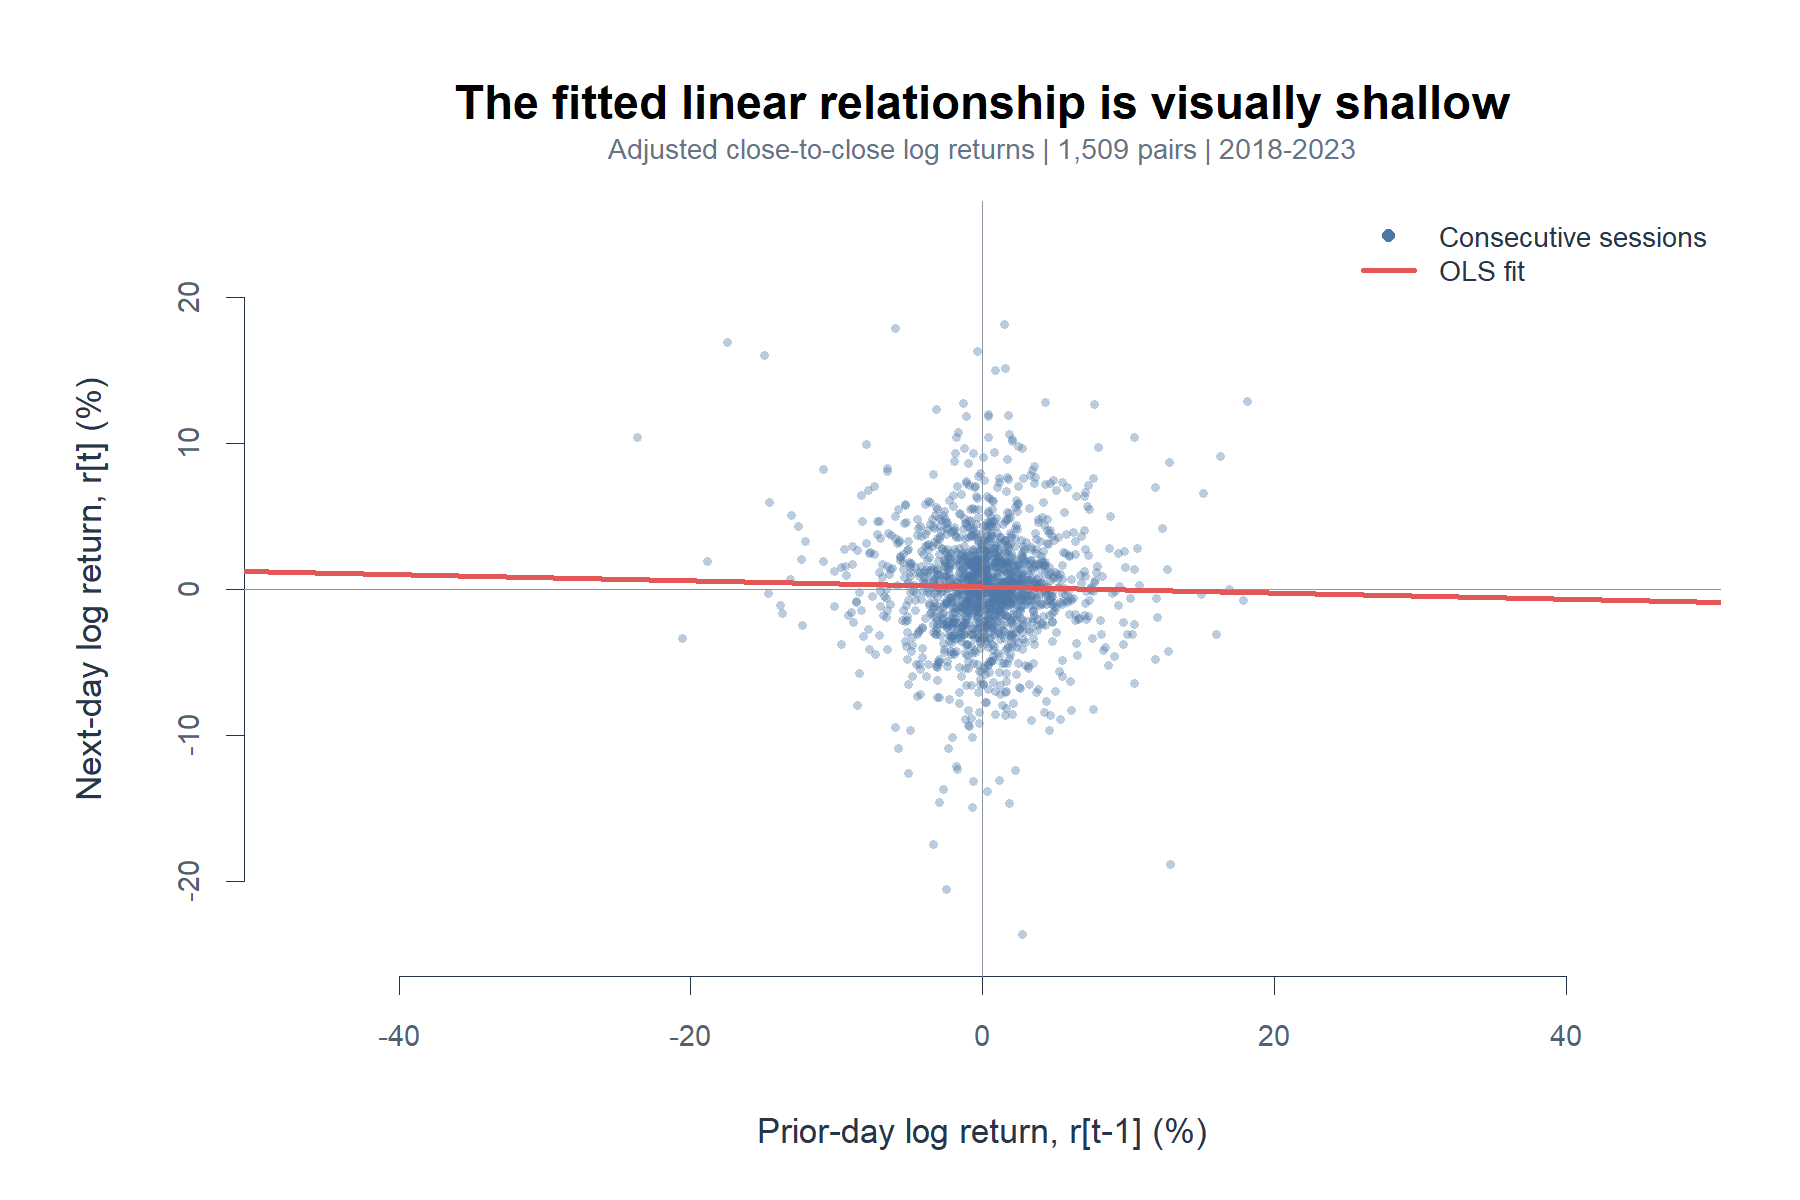 The fitted linear relationship is visually shallow
Adjusted close-to-close log returns | 1,509 pairs | 2018-2023
Consecutive sessions
OLS fit
20
10
0
-10
-20
Next-day log return, r[t] (%)
-40
-20
0
20
40
Prior-day log return, r[t-1] (%)